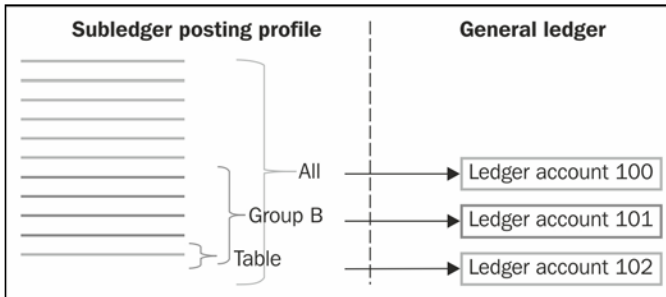 Subledger posting profile
General ledger
All
Ledger account 100
Group B
Ledger account 101
Table
Ledger account 102